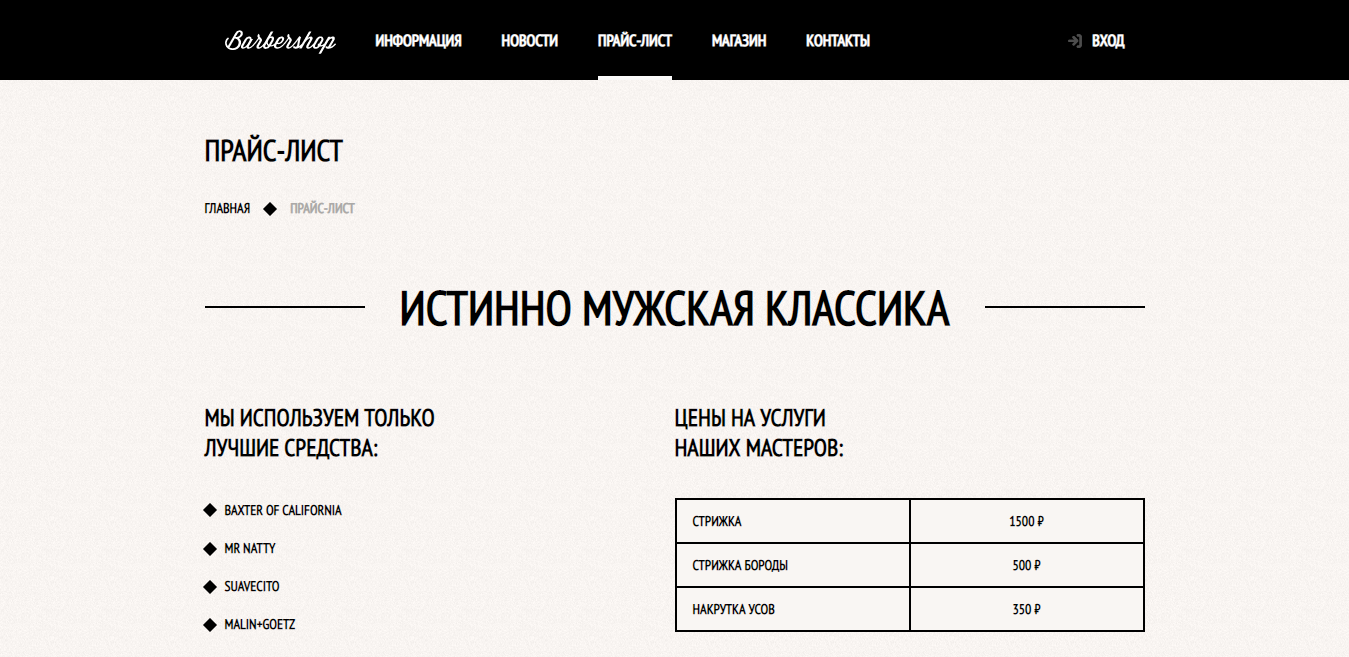 Barbershop ИНФОРМАЦИЯ НОВОСТИ ПРАЙС-ЛИСТ МАГАЗИН КОНТАКТЫ ВХОД
ПРАЙС-ЛИСТ
ГЛАВНАЯ ПРАЙС-ЛИСТ
ИСТИННО МУЖСКАЯ КЛАССИКА
МЫ ИСПОЛЬЗУЕМ ТОЛЬКО
ЛУЧШИЕ СРЕДСТВА:
BAXTER OF CALIFORNIA
MR NATTY
SUAVECITO
MALIN+GOETZ
ЦЕНЫ НА УСЛУГИ
НАШИХ МАСТЕРОВ:
СТРИЖКА 1500 ₽
СТРИЖКА БОРОДЫ 500 ₽
НАКРУТКА УСОВ 350 ₽